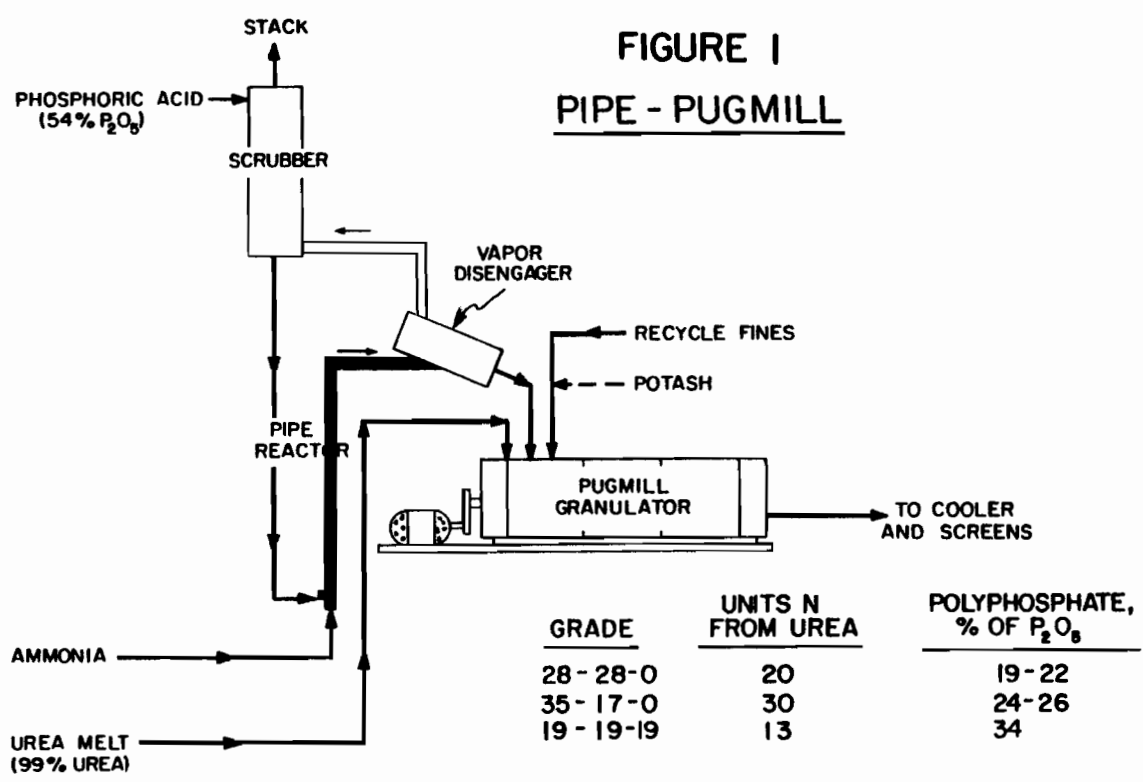 FIGURE 1
PIPE - PUGMILL
STACK
PHOSPHORIC ACID
(54% P₂O₅)
SCRUBBER
VAPOR
DISENGAGER
RECYCLE FINES
POTASH
PIPE
REACTOR
PUGMILL
GRANULATOR
TO COOLER
AND SCREENS
AMMONIA
UREA MELT
(99% UREA)
GRADE UNITS N FROM UREA POLYPHOSPHATE, % OF P₂O₅
28-28-0 20 19-22
35-17-0 30 24-26
19-19-19 13 34